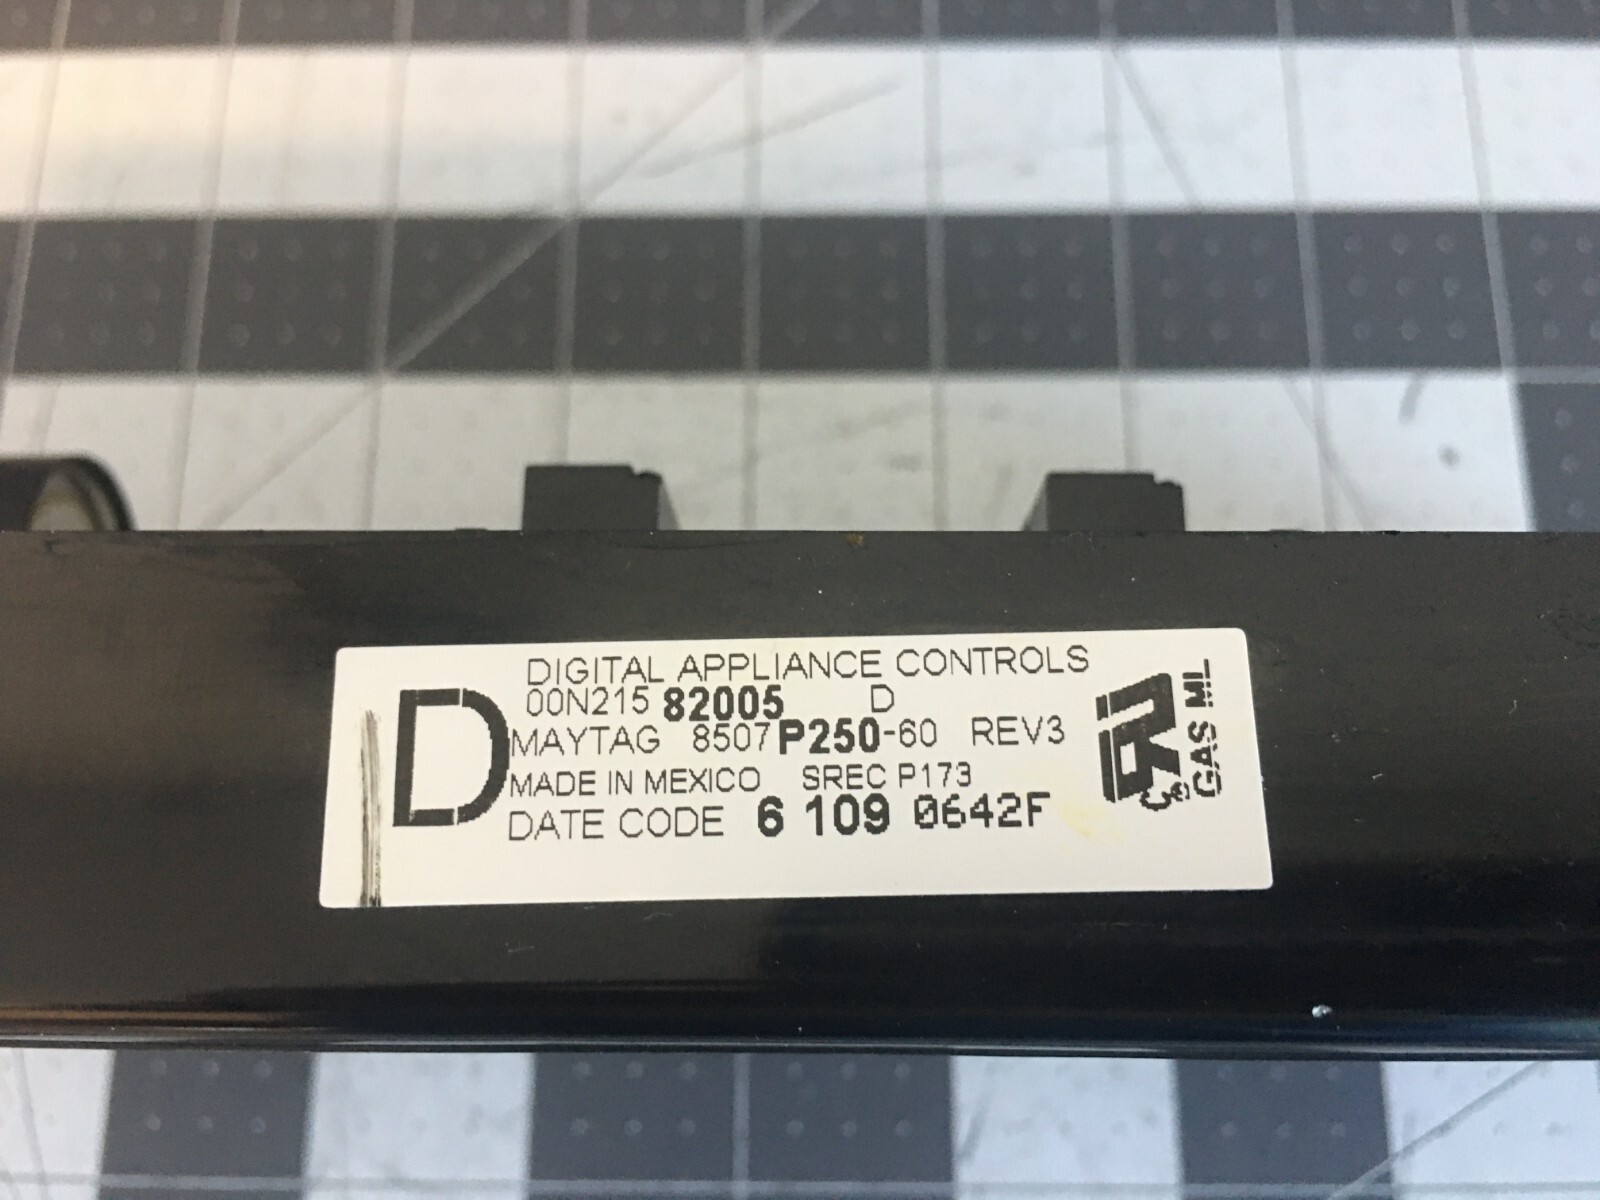 DIGITAL APPLIANCE CONTROLS
00N215 82005 D
D
MAYTAG 8507P250-60 REV3
MADE IN MEXICO SREC P173
DATE CODE 6 109 0642F
GAS ML